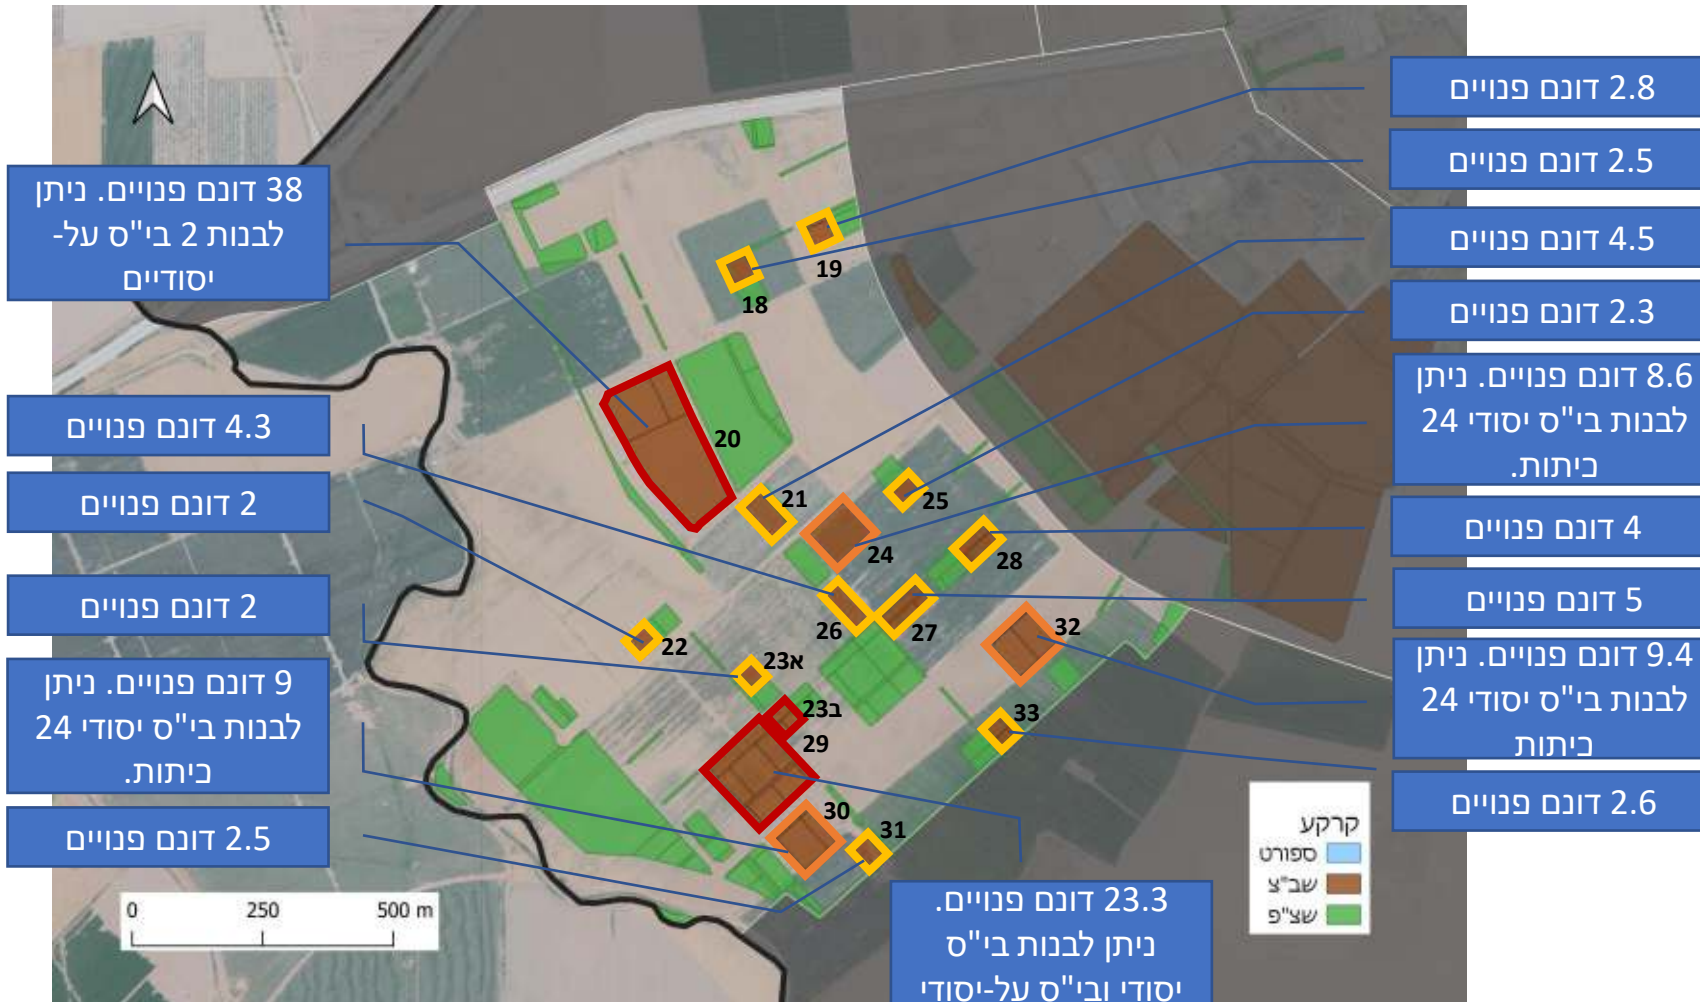 2.8 דונם פנויים
2.5 דונם פנויים
4.5 דונם פנויים
2.3 דונם פנויים
8.6 דונם פנויים. ניתן
לבנות בי"ס יסודי 24
כיתות.
4 דונם פנויים
5 דונם פנויים
9.4 דונם פנויים. ניתן
לבנות בי"ס יסודי 24
כיתות
2.6 דונם פנויים
38 דונם פנויים. ניתן
לבנות 2 בי"ס על-
יסודיים
4.3 דונם פנויים
2 דונם פנויים
2 דונם פנויים
9 דונם פנויים. ניתן
לבנות בי"ס יסודי 24
כיתות.
2.5 דונם פנויים
23.3 דונם פנויים.
ניתן לבנות בי"ס
יסודי ובי"ס על-יסודי
19
18
20
21
25
24
28
26
27
32
22
23א
23ב
33
29
30
31
קרקע
ספורט
שב"צ
שצ"פ
0 250 500 m